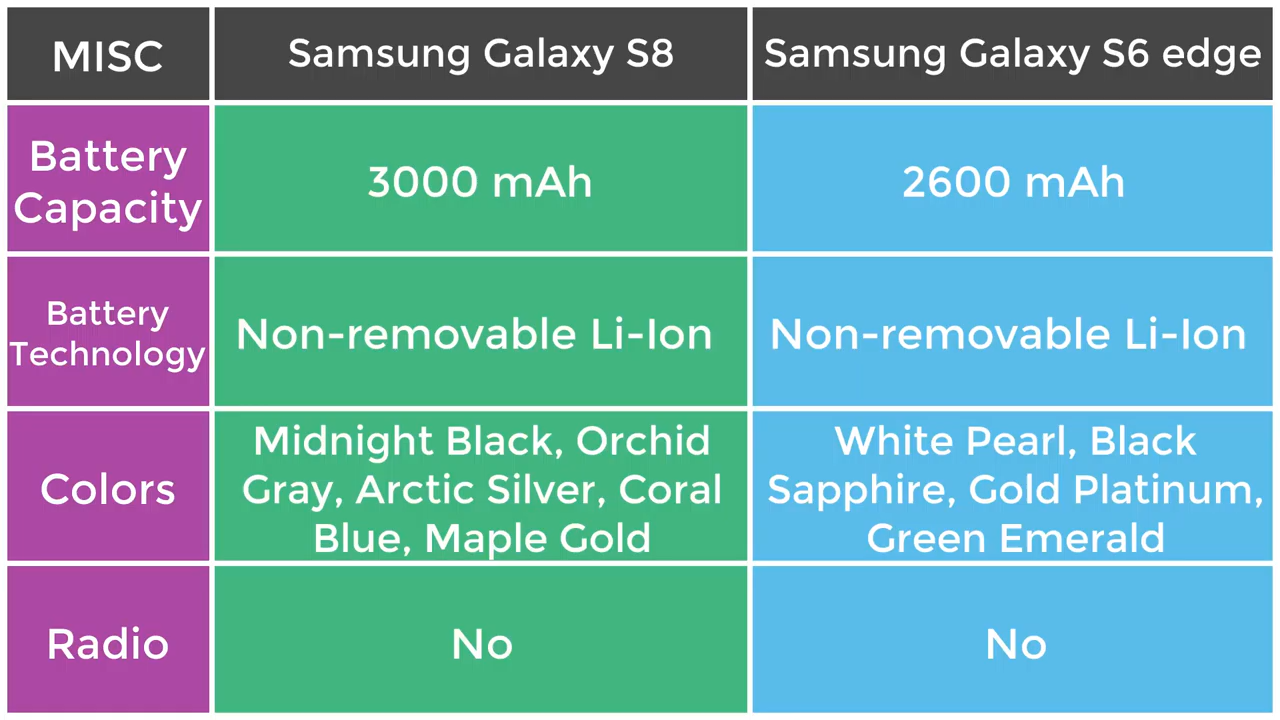 MISC
Samsung Galaxy S8
Samsung Galaxy S6 edge
Battery
Capacity
3000 mAh
2600 mAh
Battery
Technology
Non-removable Li-Ion
Non-removable Li-Ion
Colors
Midnight Black, Orchid
Gray, Arctic Silver, Coral
Blue, Maple Gold
White Pearl, Black
Sapphire, Gold Platinum,
Green Emerald
Radio
No
No